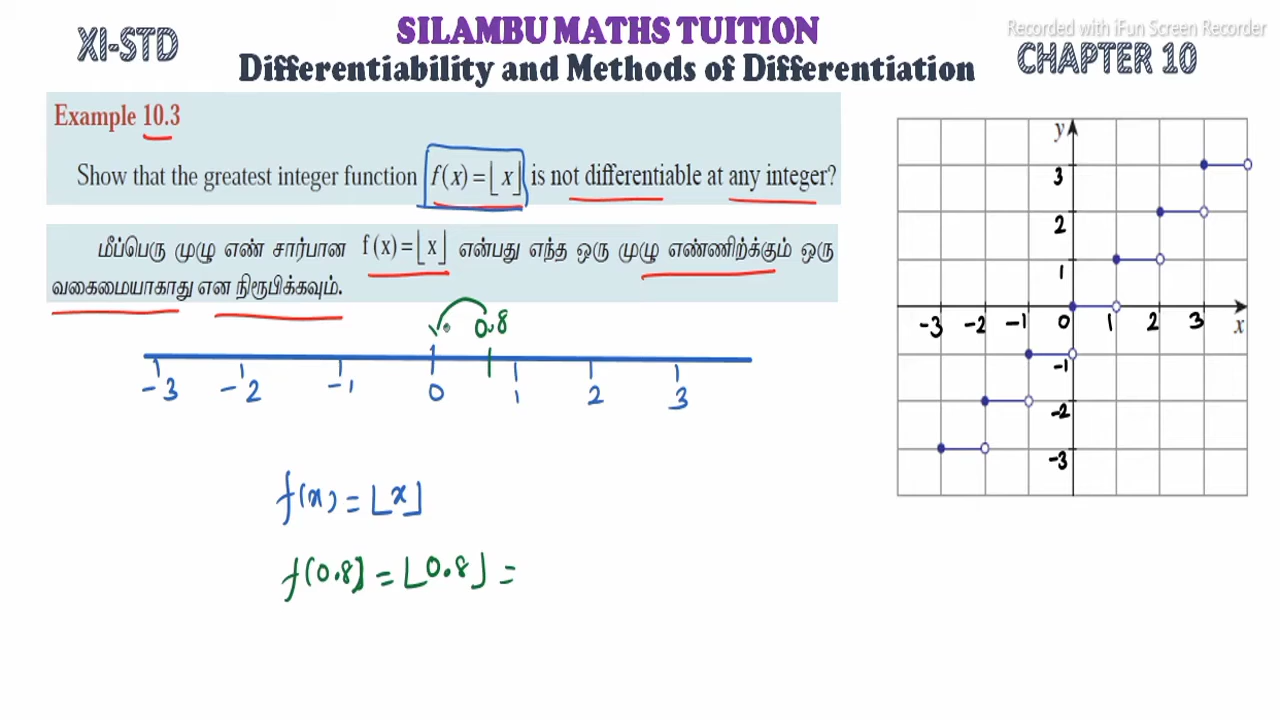 Recorded with iFun Screen Recorder
XI-STD
SILAMBU MATHS TUITION
Differentiability and Methods of Differentiation
CHAPTER 10
Example 10.3
Show that the greatest integer function f(x) = ⌊x⌋ is not differentiable at any integer?
மீப்பெரு முழு எண் சார்பான f(x) = ⌊x⌋ என்பது எந்த ஒரு முழு எண்ணிற்க்கும் ஒரு
வகைமையாகாது என நிரூபிக்கவும்.
0.8
-3 -2 -1 0 1 2 3
f(x) = ⌊x⌋
f(0.8) = ⌊0.8⌋ =
y
3
2
1
-3 -2 -1 0 1 2 3 x
-1
-2
-3